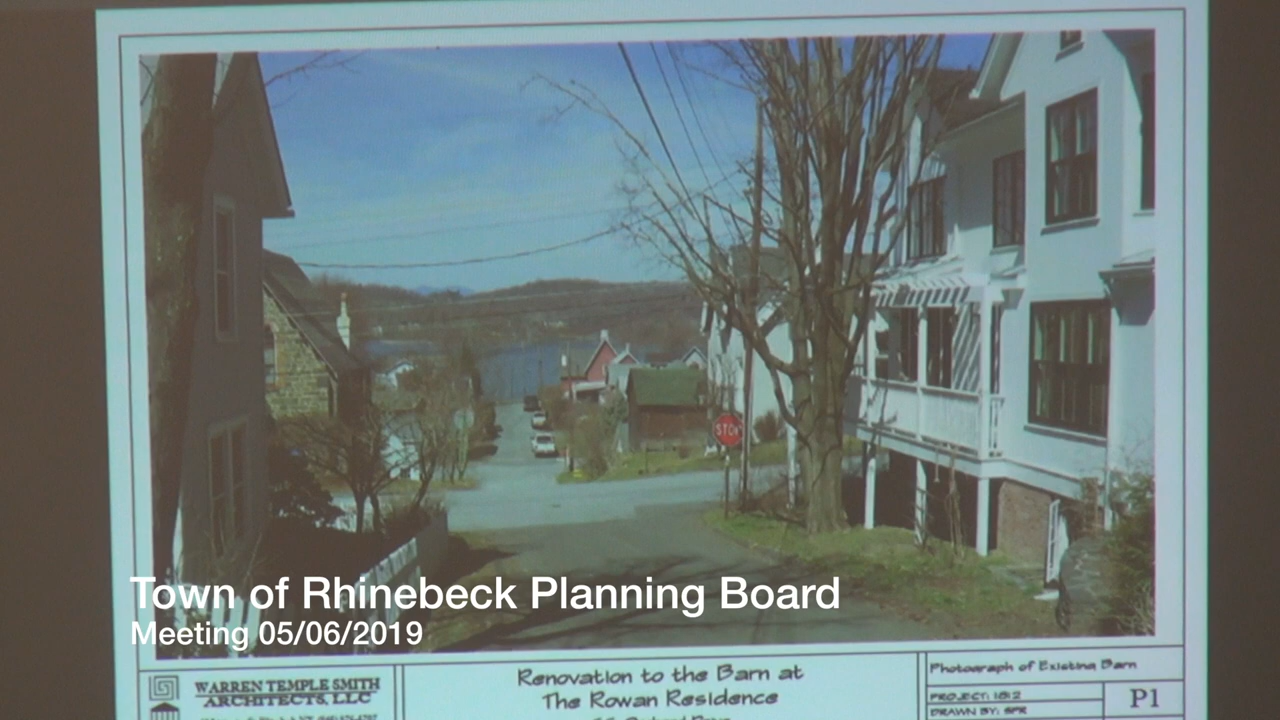 STOP
Town of Rhinebeck Planning Board
Meeting 05/06/2019
WARREN TEMPLE SMITH
ARCHITECTS, LLC
Renovation to the Barn at
The Rowan Residence
Photograph of Existing Barn
PROJECT: 1812
DRAWN BY: SPR
P1